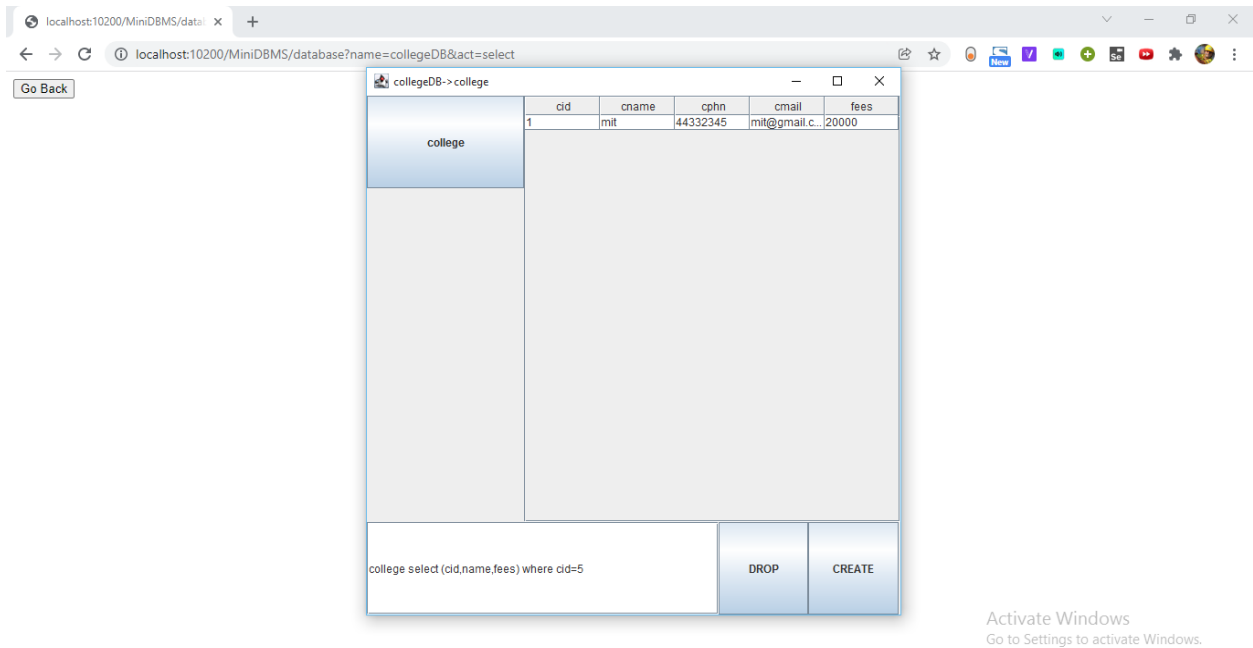 localhost:10200/MiniDBMS/datal
localhost:10200/MiniDBMS/database?name=collegeDB&act=select
New
Se
Go Back
collegeDB->college
college
cid cname cphn cmail fees
1 mit 44332345 mit@gmail.c... 20000
college select (cid,name,fees) where cid=5
DROP
CREATE
Activate Windows
Go to Settings to activate Windows.